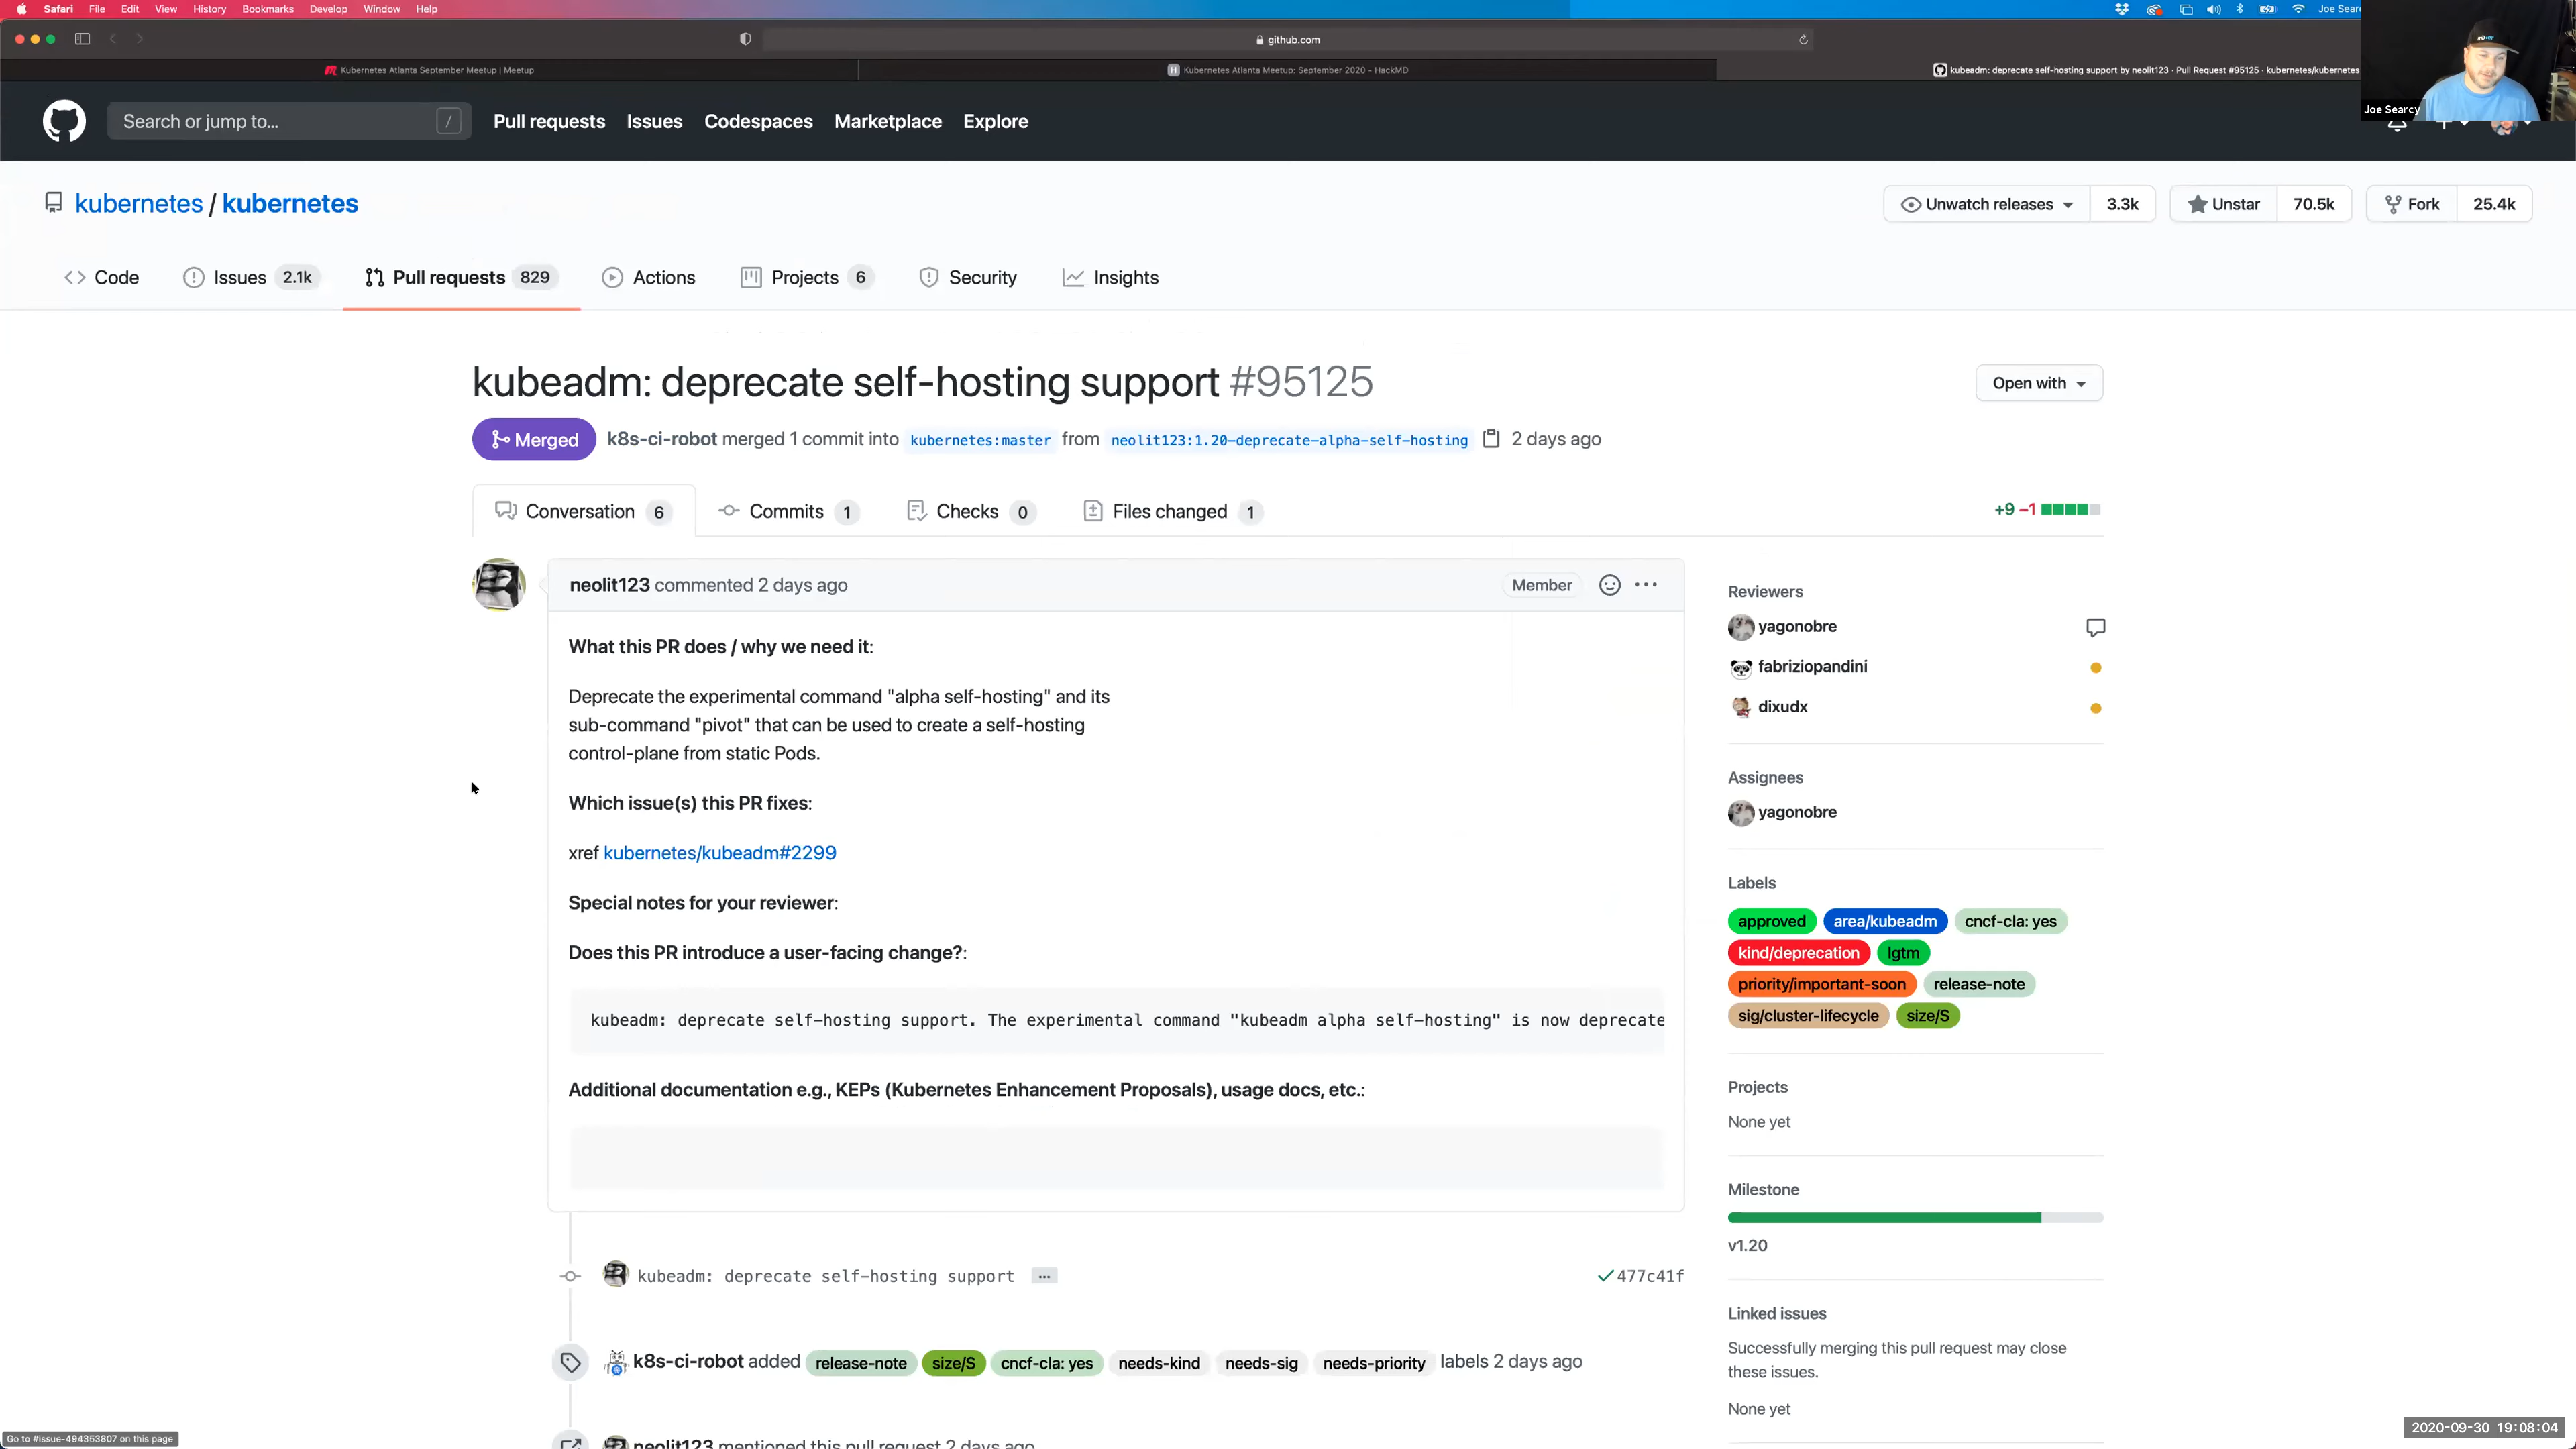 Safari File Edit View History Bookmarks Develop Window Help
Joe Searc
github.com
Kubernetes Atlanta September Meetup | Meetup
Kubernetes Atlanta Meetup: September 2020 - HackMD
kubeadm: deprecate self-hosting support by neolit123 · Pull Request #95125 · kubernetes/kubernetes
Joe Searcy
Search or jump to... /
Pull requests Issues Codespaces Marketplace Explore
kubernetes / kubernetes
Unwatch releases 3.3k Unstar 70.5k Fork 25.4k
Code Issues 2.1k Pull requests 829 Actions Projects 6 Security Insights
kubeadm: deprecate self-hosting support #95125
Open with
Merged k8s-ci-robot merged 1 commit into kubernetes:master from neolit123:1.20-deprecate-alpha-self-hosting 2 days ago
Conversation 6 Commits 1 Checks 0 Files changed 1
+9 −1
neolit123 commented 2 days ago Member
What this PR does / why we need it:
Deprecate the experimental command "alpha self-hosting" and its
sub-command "pivot" that can be used to create a self-hosting
control-plane from static Pods.
Which issue(s) this PR fixes:
xref kubernetes/kubeadm#2299
Special notes for your reviewer:
Does this PR introduce a user-facing change?:
kubeadm: deprecate self-hosting support. The experimental command "kubeadm alpha self-hosting" is now deprecate
Additional documentation e.g., KEPs (Kubernetes Enhancement Proposals), usage docs, etc.:
kubeadm: deprecate self-hosting support ... 477c41f
k8s-ci-robot added release-note size/S cncf-cla: yes needs-kind needs-sig needs-priority labels 2 days ago
neolit123 mentioned this pull request 2 days ago
Reviewers
yagonobre
fabriziopandini
dixudx
Assignees
yagonobre
Labels
approved area/kubeadm cncf-cla: yes
kind/deprecation lgtm
priority/important-soon release-note
sig/cluster-lifecycle size/S
Projects
None yet
Milestone
v1.20
Linked issues
Successfully merging this pull request may close
these issues.
None yet
Go to #issue-494353807 on this page
2020-09-30 19:08:04